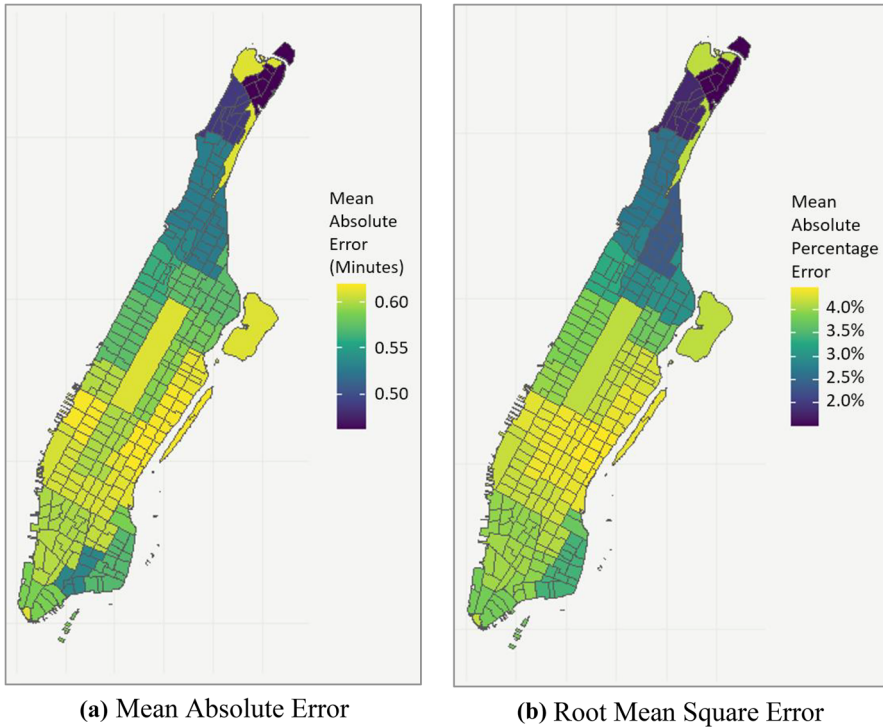 Mean
Absolute
Error
(Minutes)
0.60
0.55
0.50
Mean
Absolute
Percentage
Error
4.0%
3.5%
3.0%
2.5%
2.0%
(a) Mean Absolute Error
(b) Root Mean Square Error